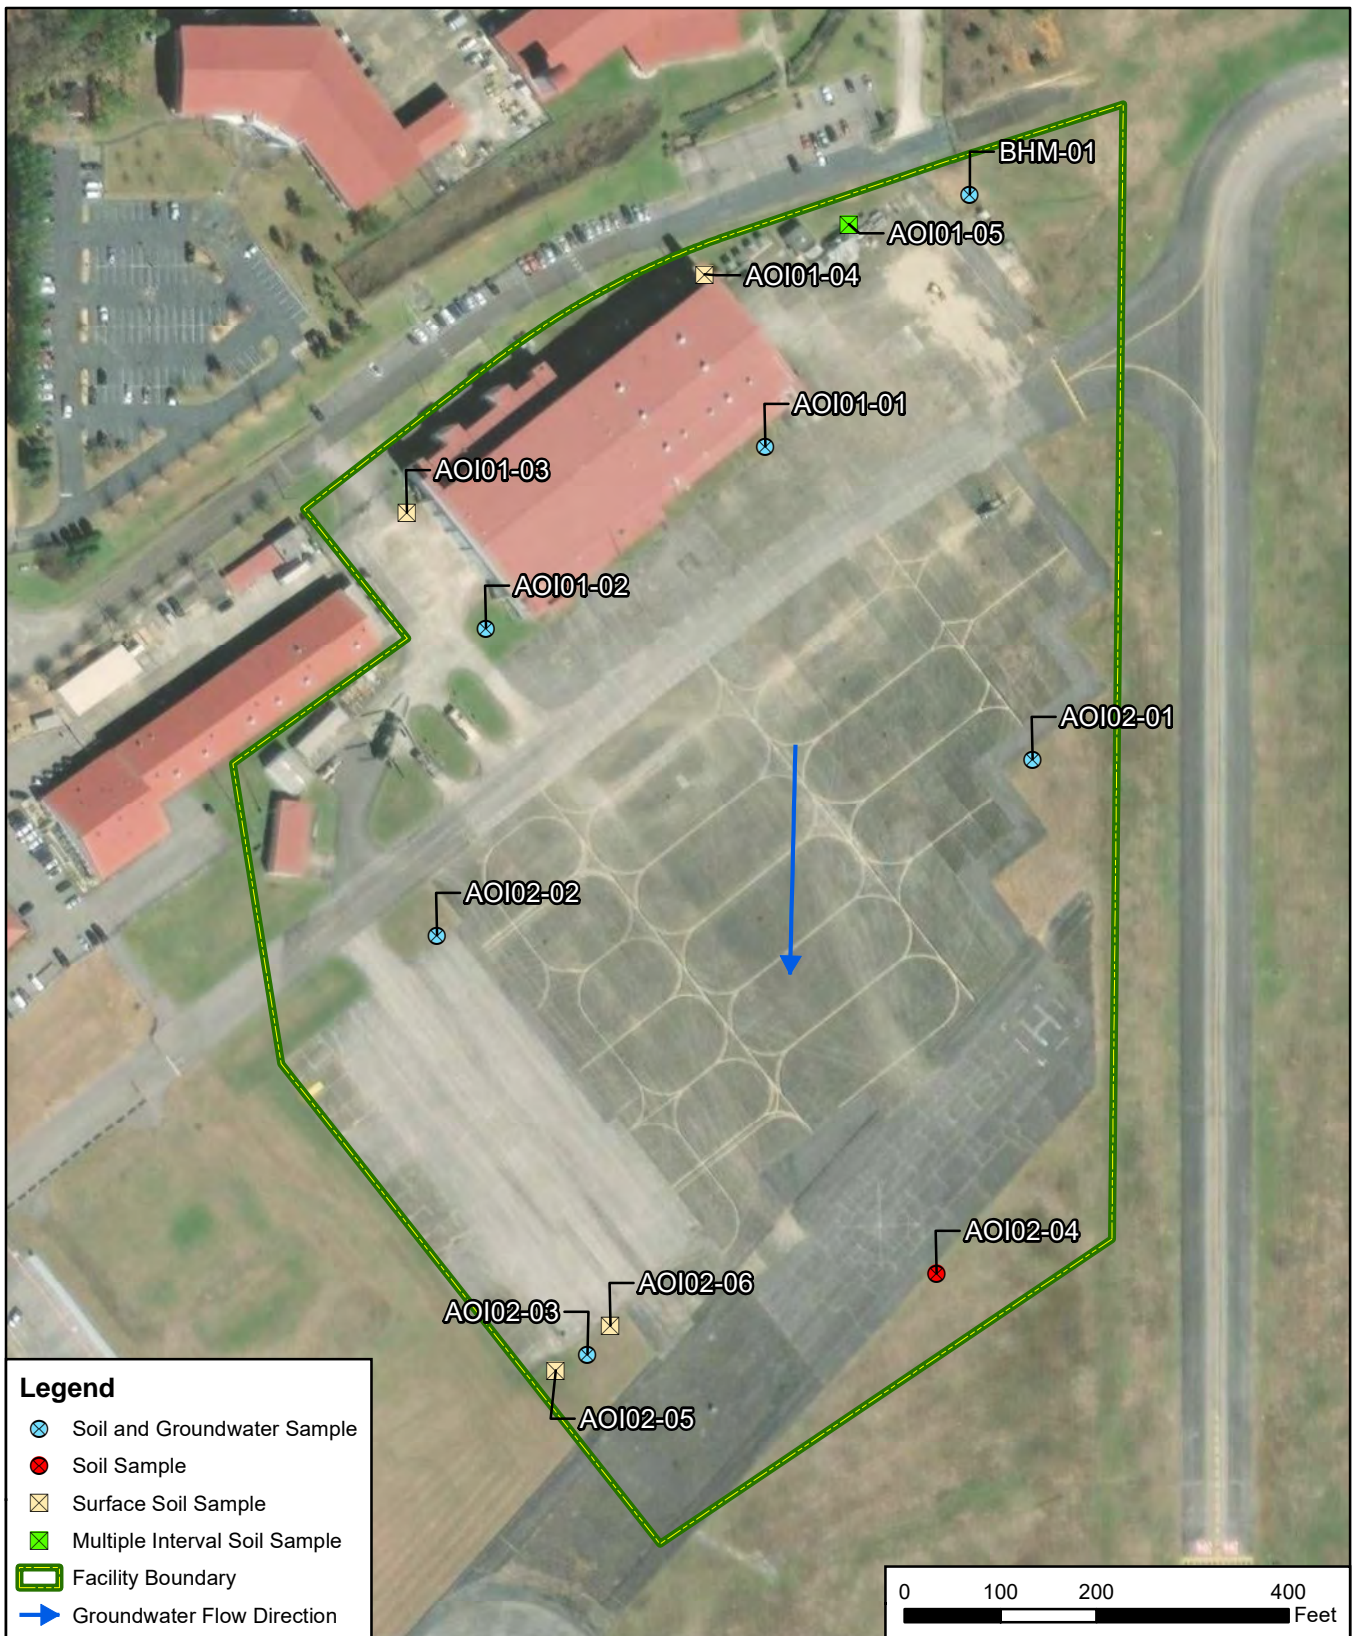 BHM-01
AOI01-05
AOI01-04
AOI01-01
AOI01-03
AOI01-02
AOI02-01
AOI02-02
AOI02-04
AOI02-06
AOI02-03
AOI02-05
H
Legend
Soil and Groundwater Sample
Soil Sample
Surface Soil Sample
Multiple Interval Soil Sample
Facility Boundary
Groundwater Flow Direction
0 100 200 400
Feet